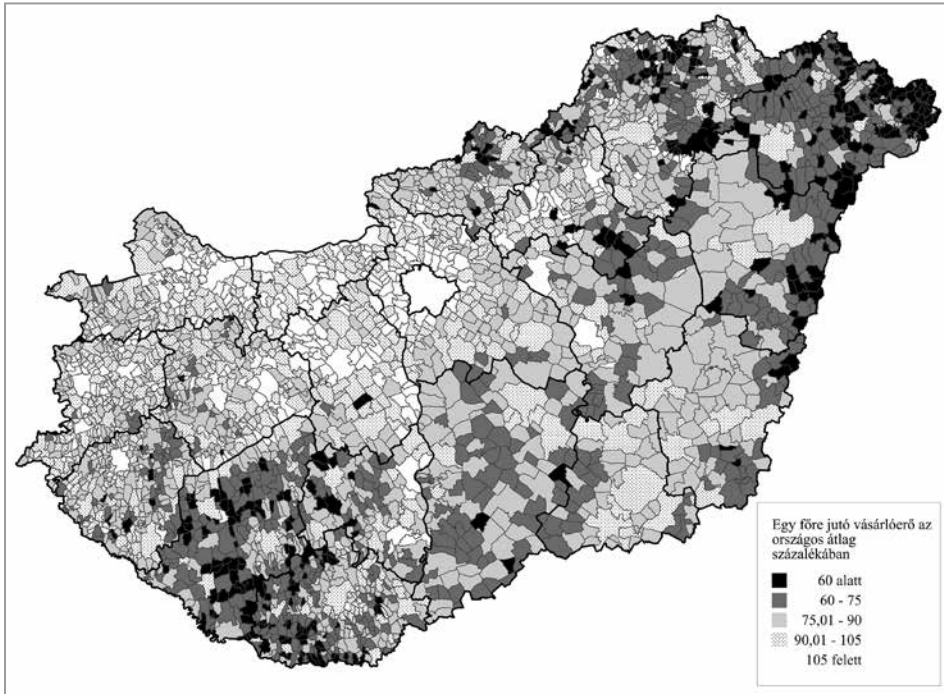 Egy főre jutó vásárlóerő az
országos átlag
százalékában
60 alatt
60 - 75
75,01 - 90
90,01 - 105
105 felett